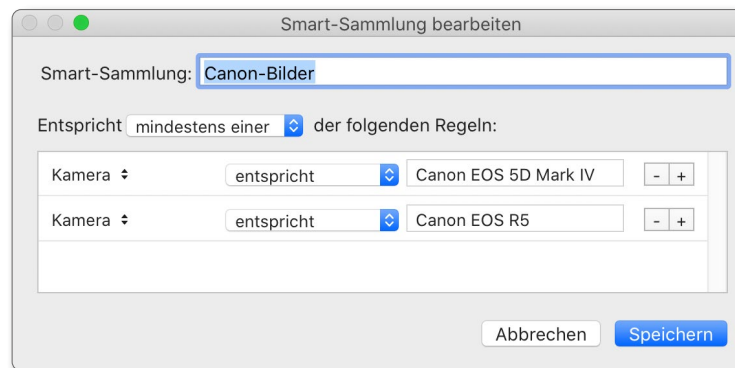 Smart-Sammlung bearbeiten
Smart-Sammlung: Canon-Bilder
Entspricht mindestens einer der folgenden Regeln:
Kamera entspricht Canon EOS 5D Mark IV - +
Kamera entspricht Canon EOS R5 - +
Abbrechen Speichern